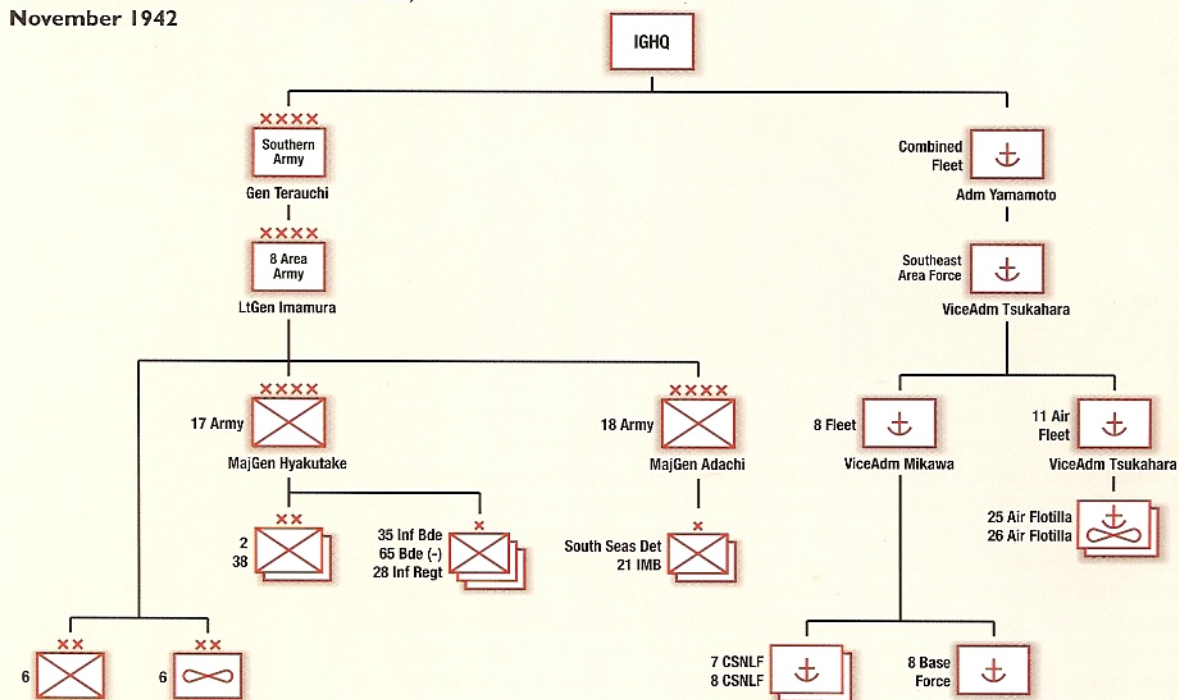 November 1942
IGHQ
Southern
Army
Gen Terauchi
8 Area
Army
LtGen Imamura
Combined
Fleet
Adm Yamamoto
Southeast
Area Force
ViceAdm Tsukahara
17 Army
MajGen Hyakutake
18 Army
MajGen Adachi
8 Fleet
ViceAdm Mikawa
11 Air
Fleet
ViceAdm Tsukahara
2
38
35 Inf Bde
65 Bde (-)
28 Inf Regt
South Seas Det
21 IMB
25 Air Flotilla
26 Air Flotilla
6
6
7 CSNLF
8 CSNLF
8 Base
Force